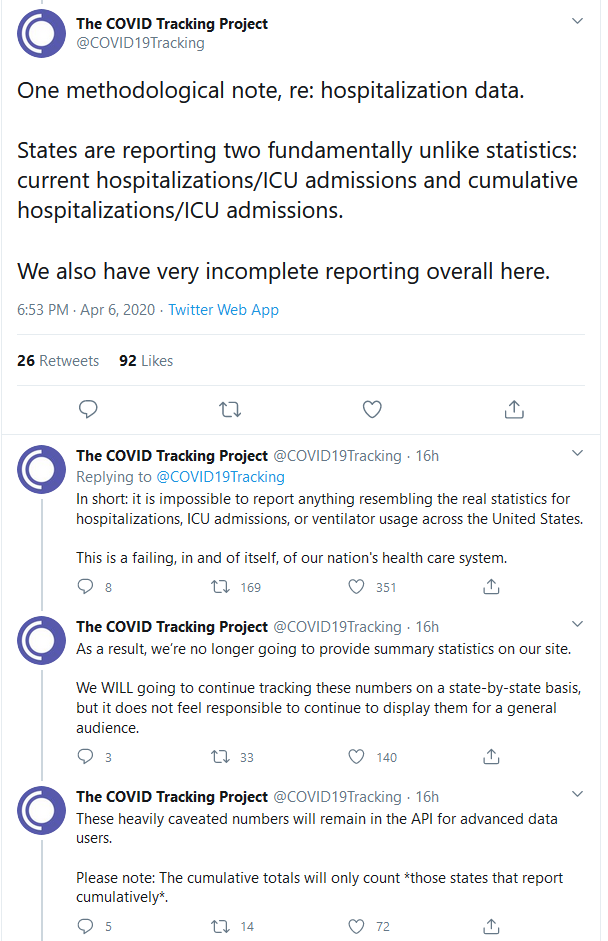 The COVID Tracking Project
@COVID19Tracking
One methodological note, re: hospitalization data.
States are reporting two fundamentally unlike statistics:
current hospitalizations/ICU admissions and cumulative
hospitalizations/ICU admissions.
We also have very incomplete reporting overall here.
6:53 PM · Apr 6, 2020 · Twitter Web App
26 Retweets 92 Likes
The COVID Tracking Project @COVID19Tracking · 16h
Replying to @COVID19Tracking
In short: it is impossible to report anything resembling the real statistics for
hospitalizations, ICU admissions, or ventilator usage across the United States.
This is a failing, in and of itself, of our nation's health care system.
8 169 351
The COVID Tracking Project @COVID19Tracking · 16h
As a result, we're no longer going to provide summary statistics on our site.
We WILL going to continue tracking these numbers on a state-by-state basis,
but it does not feel responsible to continue to display them for a general
audience.
3 33 140
The COVID Tracking Project @COVID19Tracking · 16h
These heavily caveated numbers will remain in the API for advanced data
users.
Please note: The cumulative totals will only count *those states that report
cumulatively*.
5 14 72